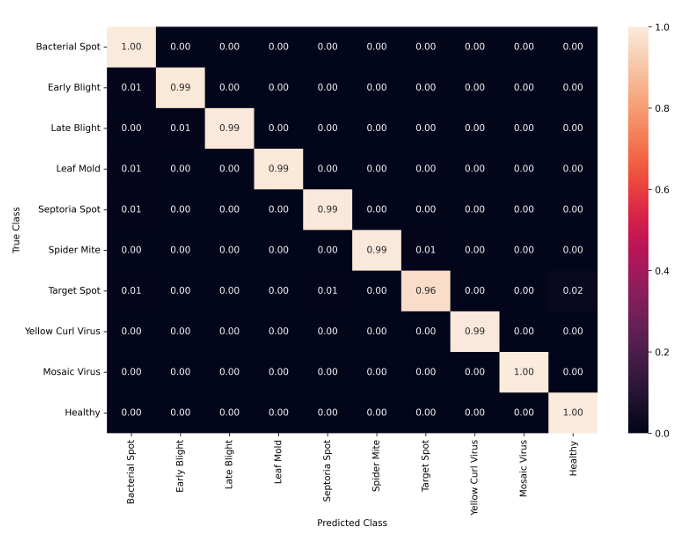 Bacterial Spot 1.00 0.00 0.00 0.00 0.00 0.00 0.00 0.00 0.00 0.00
Early Blight 0.01 0.99 0.00 0.00 0.00 0.00 0.00 0.00 0.00 0.00
Late Blight 0.00 0.01 0.99 0.00 0.00 0.00 0.00 0.00 0.00 0.00
Leaf Mold 0.01 0.00 0.00 0.99 0.00 0.00 0.00 0.00 0.00 0.00
Septoria Spot 0.01 0.00 0.00 0.00 0.99 0.00 0.00 0.00 0.00 0.00
Spider Mite 0.00 0.00 0.00 0.00 0.00 0.99 0.01 0.00 0.00 0.00
Target Spot 0.01 0.00 0.00 0.00 0.01 0.00 0.96 0.00 0.00 0.02
Yellow Curl Virus 0.00 0.00 0.00 0.00 0.00 0.00 0.00 0.99 0.00 0.00
Mosaic Virus 0.00 0.00 0.00 0.00 0.00 0.00 0.00 0.00 1.00 0.00
Healthy 0.00 0.00 0.00 0.00 0.00 0.00 0.00 0.00 0.00 1.00
True Class
Bacterial Spot
Early Blight
Late Blight
Leaf Mold
Septoria Spot
Spider Mite
Target Spot
Yellow Curl Virus
Mosaic Virus
Healthy
Predicted Class
1.0
0.8
0.6
0.4
0.2
0.0